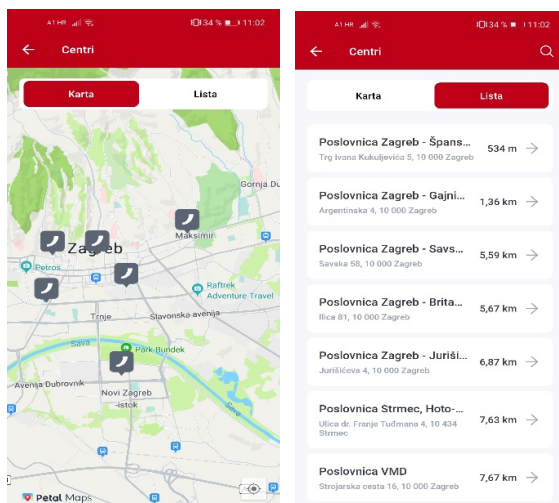 A1 HR
34 %
11:02
Centri
Karta
Lista
Gornja Du
Maksimir
Zagreb
Petros
Raftrek
Adventure Travel
Trnje
Slavonska avenija
Sava
Park Bundek
Avenija Dubrovnik
Novi Zagreb
-istok
Sava
Petal Maps
A1 HR
34 %
11:02
Centri
Karta
Lista
Poslovnica Zagreb - Špans...
534 m
Trg Ivana Kukuljevića 5, 10 000 Zagreb
Poslovnica Zagreb - Gajni...
1,36 km
Argentinska 4, 10 000 Zagreb
Poslovnica Zagreb - Savs...
5,59 km
Savska 58, 10 000 Zagreb
Poslovnica Zagreb - Brita...
5,67 km
Ilica 81, 10 000 Zagreb
Poslovnica Zagreb - Juriši...
6,87 km
Jurišićeva 4, 10 000 Zagreb
Poslovnica Strmec, Hoto-...
7,63 km
Ulica dr. Franje Tuđmana 4, 10 434
Strmec
Poslovnica VMD
7,67 km
Strojarska cesta 16, 10 000 Zagreb